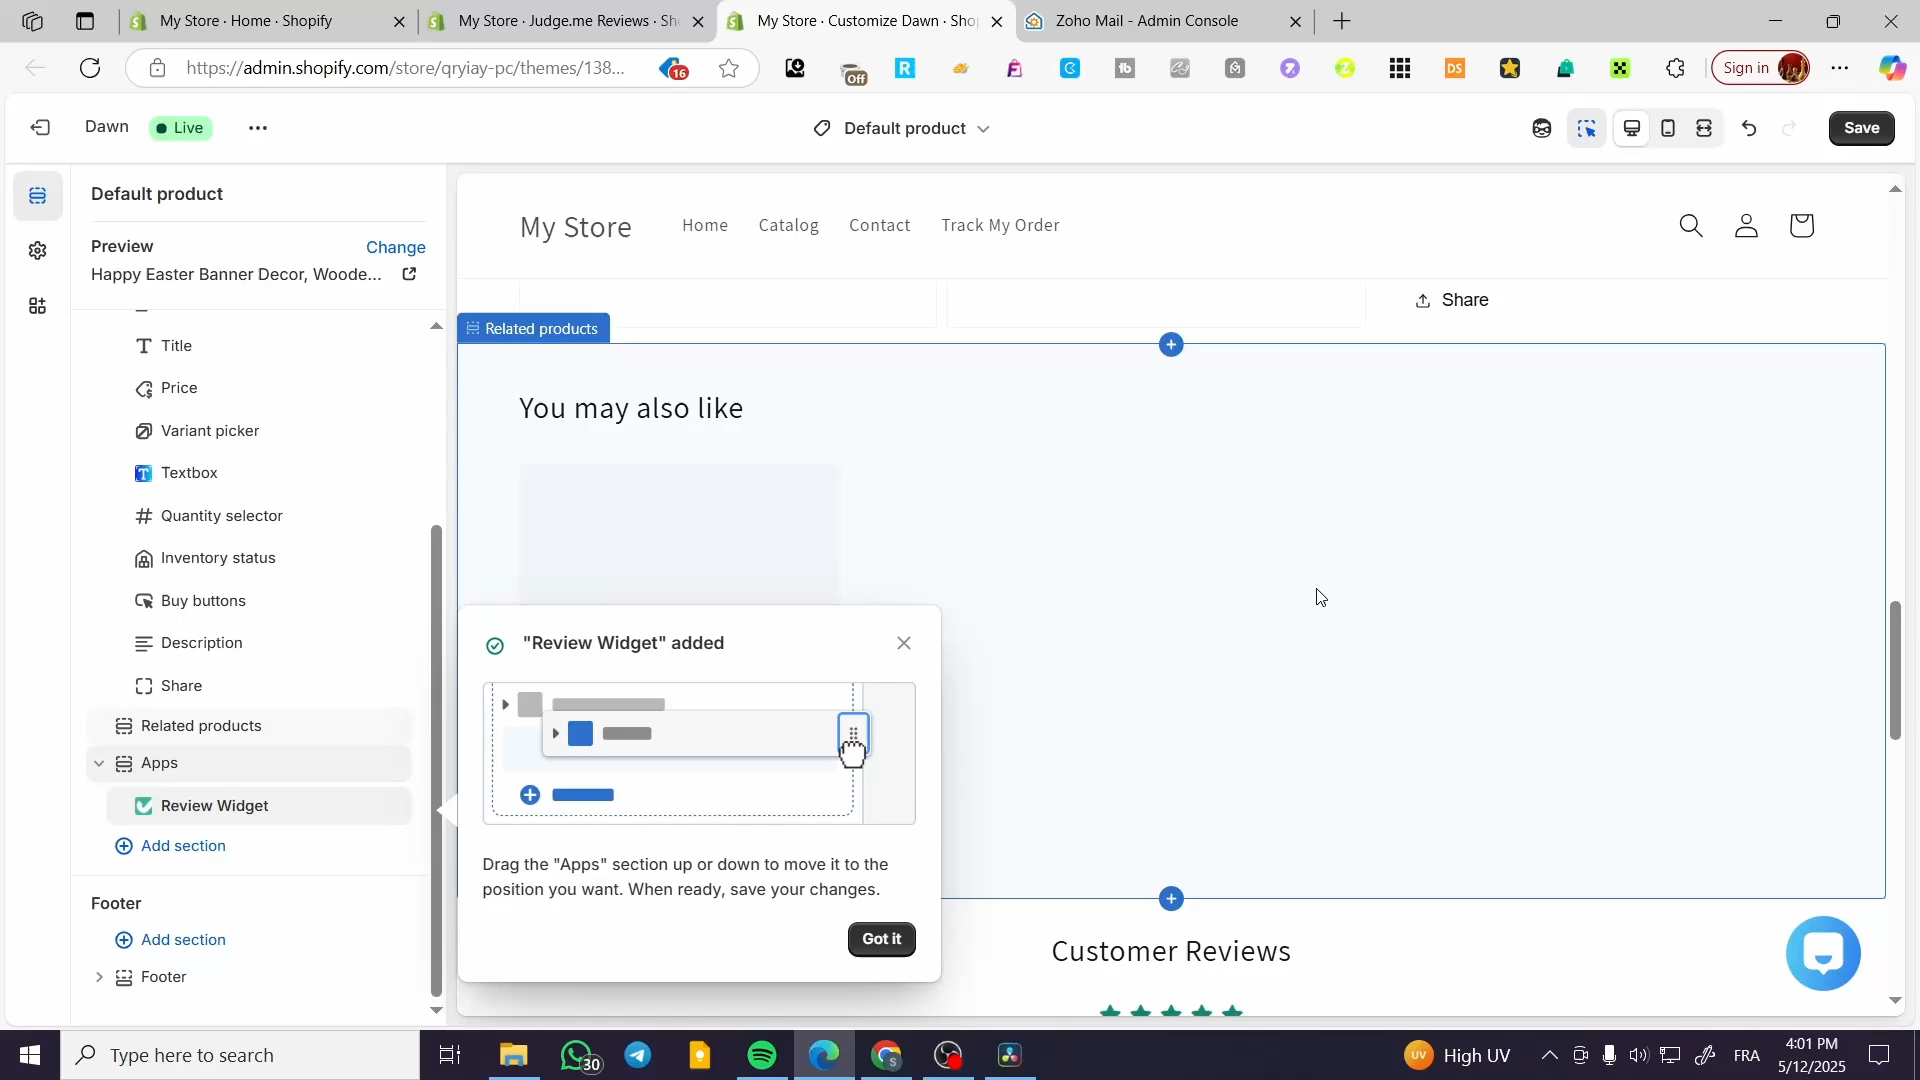 My Store · Home · Shopify
My Store · Judge.me Reviews · Sh
My Store · Customize Dawn · Sho
Zoho Mail - Admin Console
https://admin.shopify.com/store/qryiay-pc/themes/138...
16
Off
R
tb
DS
Sign in
Dawn
Live
Default product
Save
Default product
Preview
Change
Happy Easter Banner Decor, Woode...
Title
Price
Variant picker
Textbox
Quantity selector
Inventory status
Buy buttons
Description
Share
Related products
Apps
Review Widget
Add section
Footer
Add section
Footer
My Store
Home
Catalog
Contact
Track My Order
Share
Related products
You may also like
"Review Widget" added
Drag the "Apps" section up or down to move it to the
position you want. When ready, save your changes.
Got it
Customer Reviews
Type here to search
30
UV
High UV
FRA
4:01 PM
5/12/2025